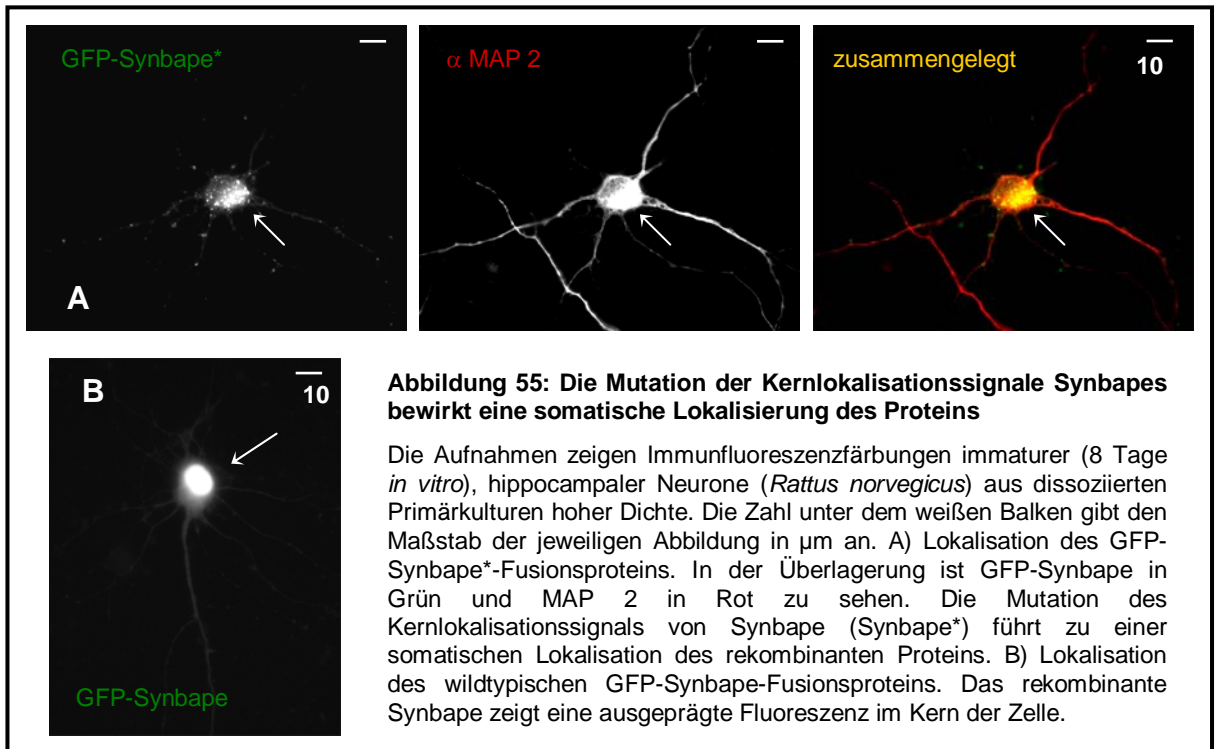 GFP-Synbape*
α MAP 2
zusammengelegt
10
A
B
10
GFP-Synbape
Abbildung 55: Die Mutation der Kernlokalisationssignale Synbapes
bewirkt eine somatische Lokalisierung des Proteins
Die Aufnahmen zeigen Immunfluoreszenzfärbungen immaturer (8 Tage
in vitro), hippocampaler Neurone (Rattus norvegicus) aus dissoziierten
Primärkulturen hoher Dichte. Die Zahl unter dem weißen Balken gibt den
Maßstab der jeweiligen Abbildung in µm an. A) Lokalisation des GFP-
Synbape*-Fusionsproteins. In der Überlagerung ist GFP-Synbape in
Grün und MAP 2 in Rot zu sehen. Die Mutation des
Kernlokalisationssignals von Synbape (Synbape*) führt zu einer
somatischen Lokalisation des rekombinanten Proteins. B) Lokalisation
des wildtypischen GFP-Synbape-Fusionsproteins. Das rekombinante
Synbape zeigt eine ausgeprägte Fluoreszenz im Kern der Zelle.